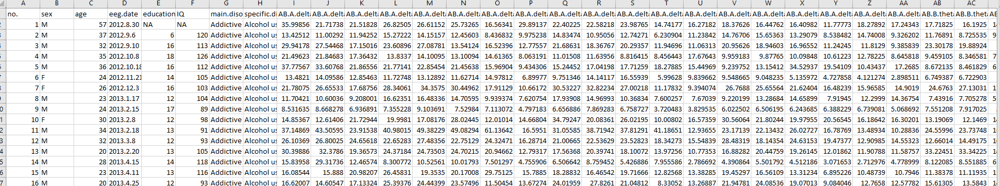 A B C D E F G H I J K L M N O P Q R S T U V W X Y Z AA AB AC
no. sex age eeg.date education IQ main.diso specific.di AB.A.delta AB.A.delta AB.A.delta AB.A.delta AB.A.delta AB.A.delta AB.A.delta AB.A.delta AB.A.delta AB.A.delta AB.A.delta AB.A.delta AB.A.delta AB.A.delta AB.A.delta AB.A.delta AB.A.delta AB.A.delta AB.A.delta AB.B.theta AB.B.theta AB
1 M 57 2012.8.30 NA NA Addictive Alcohol us 35.99856 21.71738 21.51828 26.82505 26.61152 25.73265 16.56341 29.89137 22.40225 22.58218 23.98765 14.74177 16.27182 18.37626 16.44762 16.40982 11.77773 18.27892 17.24343 17.71825 16.1925 14
2 M 37 2012.9.6 6 120 Addictive Alcohol us 13.42512 11.00292 11.94252 15.27222 14.15157 12.45603 8.436832 9.975238 14.83474 10.95056 12.74271 6.230904 11.23842 14.76706 15.65363 13.29079 8.538482 14.74008 9.326202 11.76891 8.725535 9
3 M 32 2012.9.10 16 113 Addictive Alcohol us 29.94178 27.54468 17.15016 23.60896 27.08781 13.54124 16.52396 12.77557 21.68631 18.36767 20.29357 11.94696 11.06313 20.95626 18.94603 16.96552 11.24245 11.8129 9.385839 23.30178 19.88924
4 M 35 2012.10.8 18 126 Addictive Alcohol us 21.49623 21.84683 17.36432 13.8337 14.10095 13.10094 14.61365 8.063191 11.01508 11.63956 8.816415 8.456443 17.67643 9.959183 9.87765 10.09848 10.61223 12.78225 8.645818 9.459105 8.346581 7
5 M 36 2012.10.18 16 112 Addictive Alcohol us 37.77567 33.60768 21.86556 21.77141 22.85454 21.45638 15.96904 9.434306 15.24452 17.04198 17.71259 18.27885 15.44969 9.239752 13.15412 34.52937 19.54109 10.43437 17.2685 8.672135 8.461829 6
6 F 24 2012.11.21 14 105 Addictive Alcohol us 13.4821 14.09586 12.85463 11.72748 13.12892 11.62714 14.97812 6.89977 9.751346 14.14117 16.55939 5.99628 9.839662 9.548665 9.048235 5.135972 4.727858 4.121274 2.898511 6.749387 6.722903
7 F 26 2012.12.3 16 103 Addictive Alcohol us 21.78075 26.65533 17.68756 28.34061 34.3575 30.44962 17.91129 10.66172 30.53227 32.82234 27.00218 11.17832 9.394074 26.7688 25.65564 21.62404 16.48239 15.96585 14.9019 24.6763 27.13031 1
8 M 23 2013.1.17 12 104 Addictive Alcohol us 11.70421 10.60036 9.208001 16.62351 16.48336 14.70595 9.939374 7.620754 17.93908 14.96993 10.36834 7.600257 7.67039 9.220199 13.28684 14.65899 7.91945 12.2999 14.36754 7.43916 7.705278 5
9 M 24 2013.2.15 17 89 Addictive Alcohol us 8.531635 8.668278 6.936891 7.355228 9.103691 7.52984 7.113072 4.797183 6.656886 7.869283 6.758727 3.720483 3.829535 6.022502 6.506195 6.243685 6.388229 6.739081 5.068692 7.551208 7.917025
10 F 30 2013.2.8 12 98 Addictive Alcohol us 14.85367 12.61406 21.72944 19.9981 17.08176 28.02445 12.01014 14.66804 34.79247 20.08361 26.02195 10.00802 16.57359 30.56064 21.80244 19.97955 20.56545 16.18642 16.30201 13.19069 12.1469 14
11 M 34 2013.2.18 13 91 Addictive Alcohol us 37.14869 43.50595 23.91538 40.98015 49.38229 49.08294 61.13642 16.5951 31.05585 38.71942 37.81291 41.18651 12.93655 23.17139 22.13432 26.02727 16.78769 13.48934 10.28836 24.55996 23.73748
12 M 32 2013.3.8 12 93 Addictive Alcohol us 26.10369 26.80025 24.65618 22.65283 27.48356 22.75129 24.32471 16.28714 21.00665 22.53629 23.52823 18.34273 15.54839 28.48319 18.14354 24.63153 19.47377 12.90985 14.55323 12.66014 14.49175
13 M 20 2013.2.20 13 105 Addictive Alcohol us 30.39886 32.3786 19.36573 24.37184 24.73503 24.70215 20.94662 12.79317 17.56368 20.39741 18.10072 13.97256 10.77353 16.88282 20.44759 19.26145 12.01862 11.90788 11.58757 33.22451 33.34225
14 M 28 2013.4.15 14 118 Addictive Alcohol us 15.83958 29.31736 12.46574 8.300772 10.52561 10.01793 7.501297 4.755906 6.506642 8.759452 5.426886 7.955586 2.786692 4.390864 5.501792 4.512186 3.071653 2.712976 4.778999 8.122085 8.551885 6
15 M 23 2013.4.11 13 116 Addictive Alcohol us 16.08544 15.888 20.98207 26.45831 19.3535 20.17008 29.75125 15.7885 18.28832 16.46542 19.71666 12.82568 13.38285 19.45297 16.56109 13.31234 6.895226 10.48739 10.7946 11.38378 11.11935
16 M 20 2013.4.25 12 93 Addictive Alcohol us 16.62007 14.60547 17.13324 25.39376 24.44399 23.57496 11.50454 13.67274 24.01959 27.8261 21.04812 8.33052 13.26887 21.94781 24.08536 19.07013 9.084046 12.7658 12.57782 15.61305 13.5843